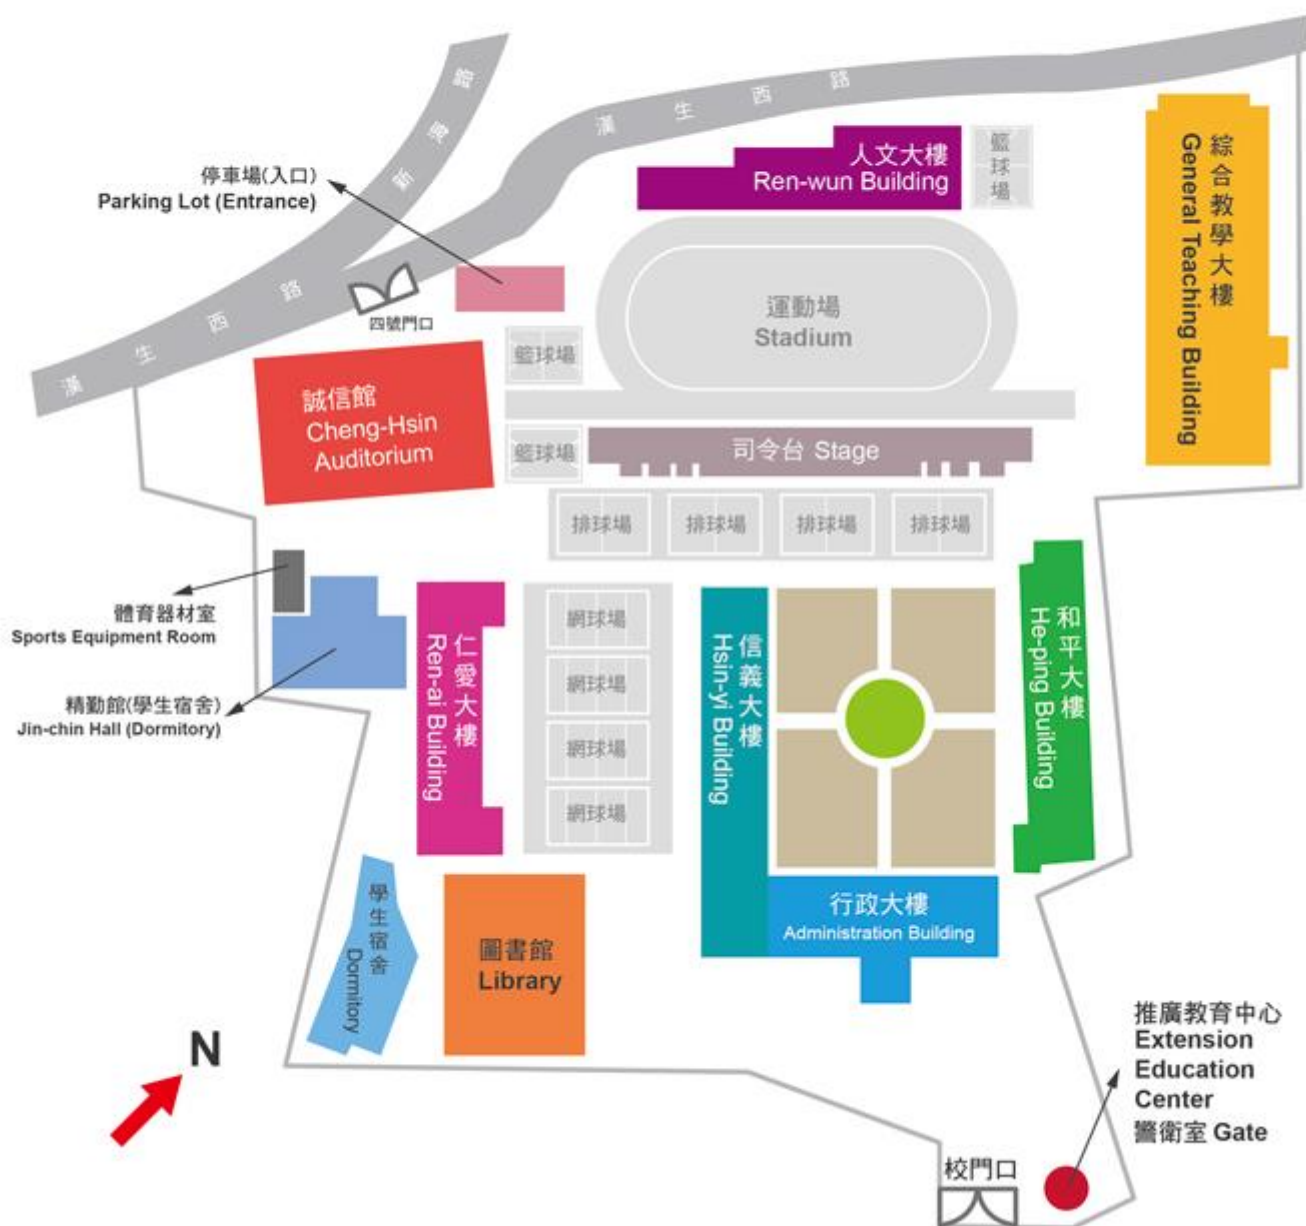 新海路
漢生西路
漢生西路
停車場(入口)
Parking Lot (Entrance)
四號門口
人文大樓
Ren-wun Building
籃球場
綜合教學大樓
General Teaching Building
運動場
Stadium
籃球場
誠信館
Cheng-Hsin
Auditorium
籃球場
司令台 Stage
排球場
排球場
排球場
排球場
體育器材室
Sports Equipment Room
精勤館(學生宿舍)
Jin-chin Hall (Dormitory)
仁愛大樓
Ren-ai Building
網球場
網球場
網球場
網球場
信義大樓
Hsin-yi Building
和平大樓
He-ping Building
學生宿舍
Dormitory
圖書館
Library
行政大樓
Administration Building
N
推廣教育中心
Extension
Education
Center
警衛室 Gate
校門口